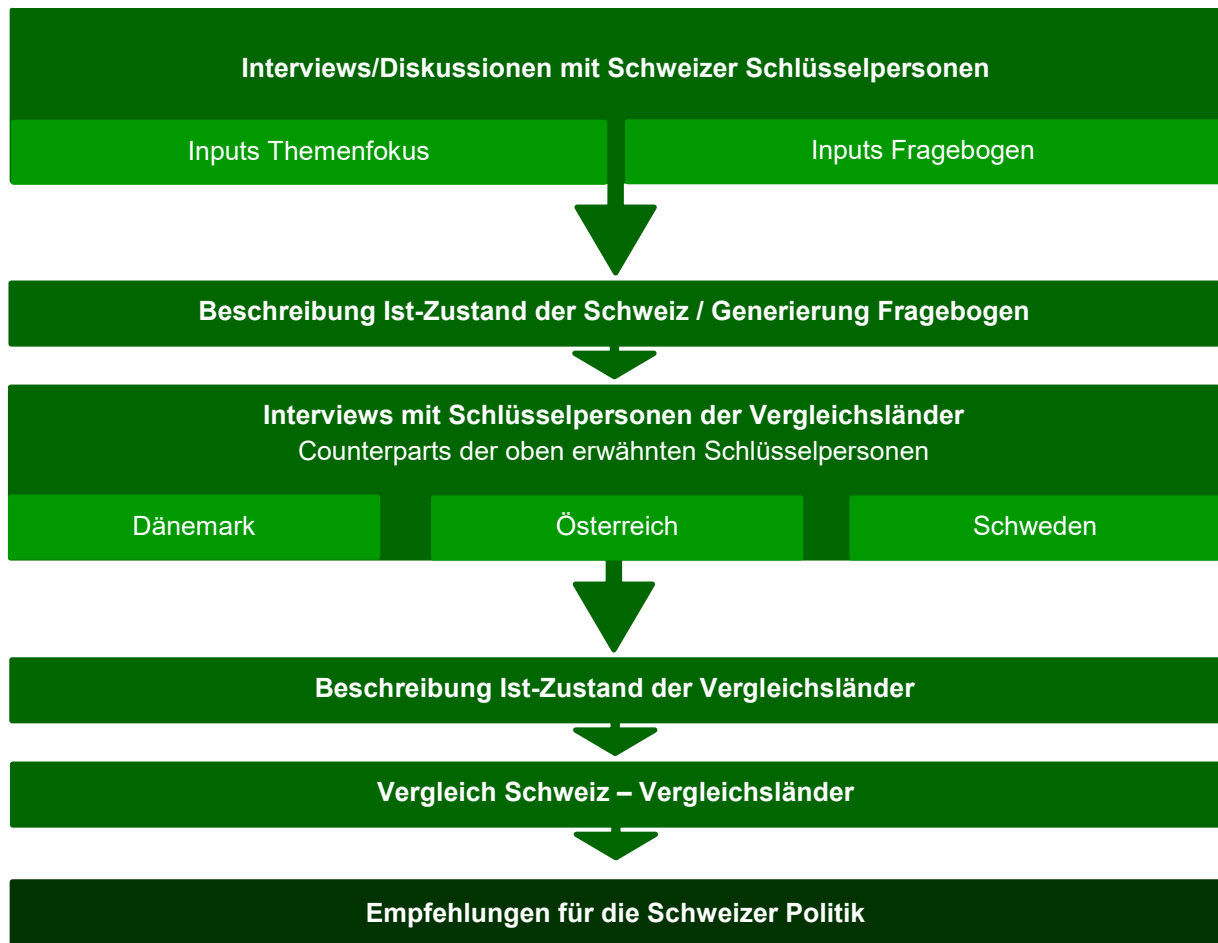 Interviews/Diskussionen mit Schweizer Schlüsselpersonen
Inputs Themenfokus
Inputs Fragebogen
Beschreibung Ist-Zustand der Schweiz / Generierung Fragebogen
Interviews mit Schlüsselpersonen der Vergleichsländer
Counterparts der oben erwähnten Schlüsselpersonen
Dänemark
Österreich
Schweden
Beschreibung Ist-Zustand der Vergleichsländer
Vergleich Schweiz – Vergleichsländer
Empfehlungen für die Schweizer Politik